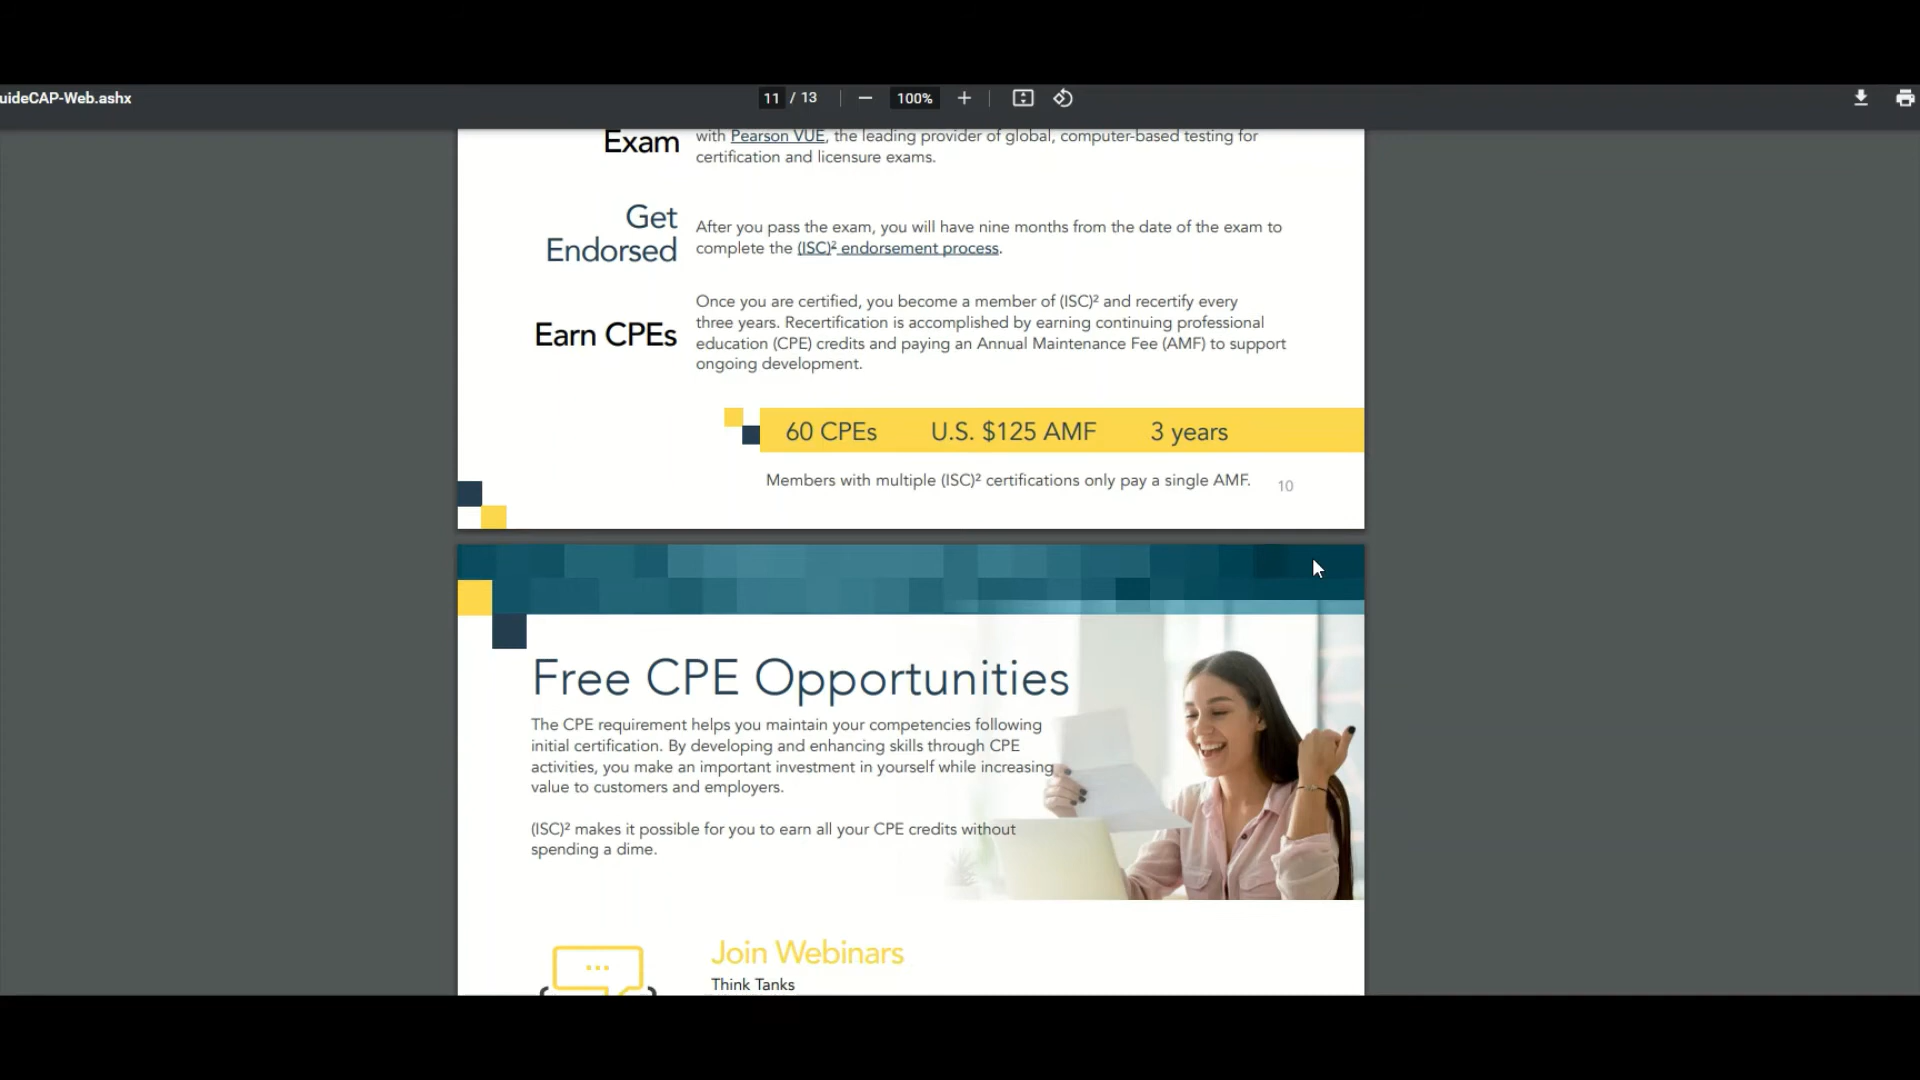 uideCAP-Web.ashx
11 / 13
100%
Exam
with Pearson VUE, the leading provider of global, computer-based testing for
certification and licensure exams.
Get
Endorsed
After you pass the exam, you will have nine months from the date of the exam to
complete the (ISC)² endorsement process.
Earn CPEs
Once you are certified, you become a member of (ISC)² and recertify every
three years. Recertification is accomplished by earning continuing professional
education (CPE) credits and paying an Annual Maintenance Fee (AMF) to support
ongoing development.
60 CPEs U.S. $125 AMF 3 years
Members with multiple (ISC)² certifications only pay a single AMF.
10
Free CPE Opportunities
The CPE requirement helps you maintain your competencies following
initial certification. By developing and enhancing skills through CPE
activities, you make an important investment in yourself while increasing
value to customers and employers.
(ISC)² makes it possible for you to earn all your CPE credits without
spending a dime.
Join Webinars
Think Tanks